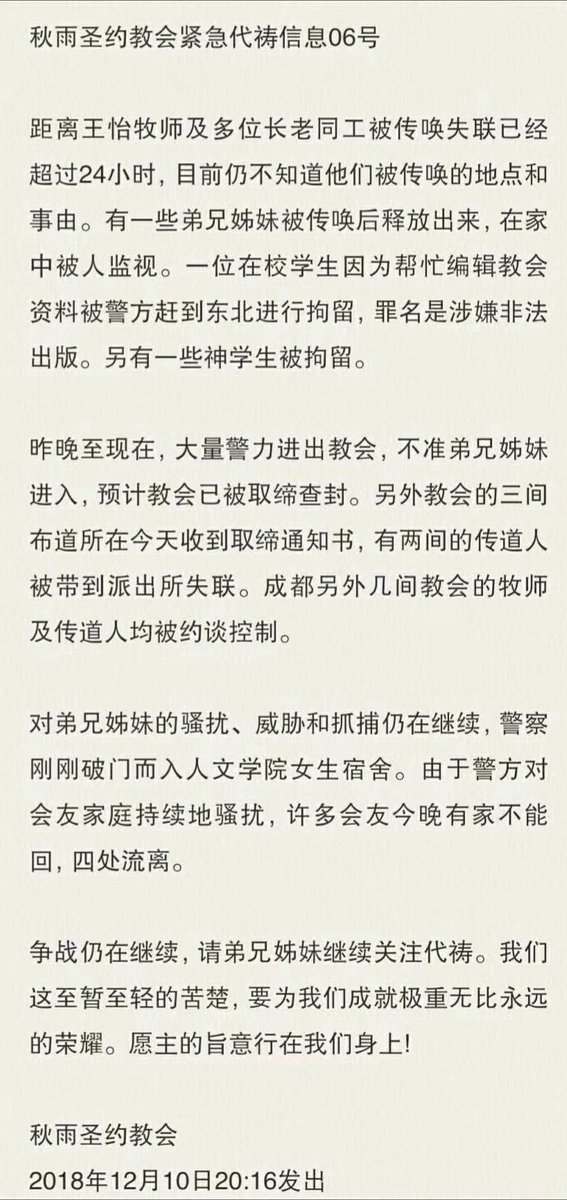 秋雨圣约教会紧急代祷信息06号
距离王怡牧师及多位长老同工被传唤失联已经
超过24小时, 目前仍不知道他们被传唤的地点和
事由。有一些弟兄姊妹被传唤后释放出来, 在家
中被人监视。一位在校学生因为帮忙编辑教会
资料被警方赶到东北进行拘留, 罪名是涉嫌非法
出版。另有一些神学生被拘留。
昨晚至现在, 大量警力进出教会, 不准弟兄姊妹
进入, 预计教会已被取缔查封。另外教会的三间
布道所在今天收到取缔通知书, 有两间的传道人
被带到派出所失联。成都另外几间教会的牧师
及传道人均被约谈控制。
对弟兄姊妹的骚扰、威胁和抓捕仍在继续, 警察
刚刚破门而入人文学院女生宿舍。由于警方对
会友家庭持续地骚扰, 许多会友今晚有家不能
回, 四处流离。
争战仍在继续, 请弟兄姊妹继续关注代祷。我们
这至暂至轻的苦楚, 要为我们成就极重无比永远
的荣耀。愿主的旨意行在我们身上!
秋雨圣约教会
2018年12月10日20:16发出